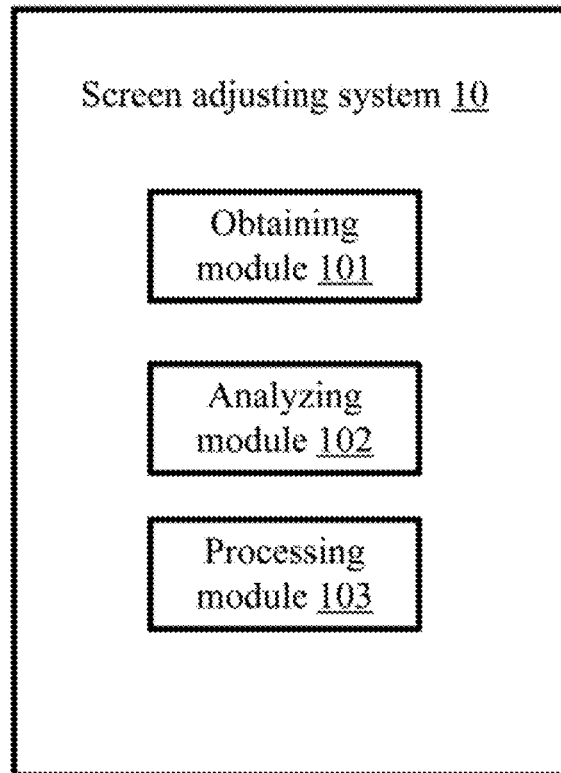 Screen adjusting system 10
Obtaining
module 101
Analyzing
module 102
Processing
module 103